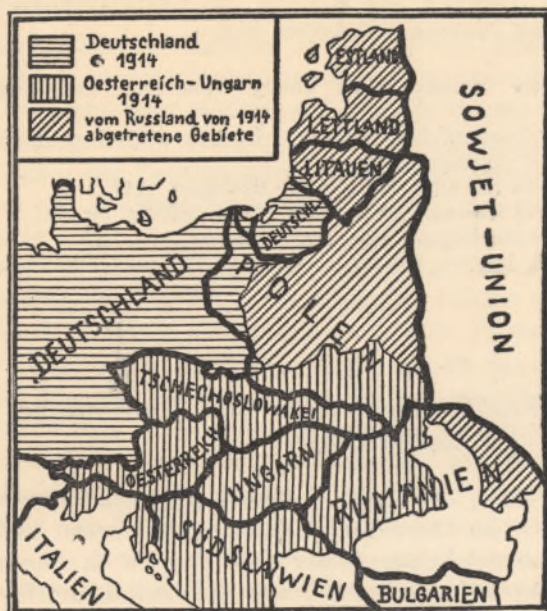 Deutschland
1914
Oesterreich-Ungarn
1914
vom Russland von 1914
abgetretene Gebiete
ESTLAND
LETTLAND
LITAUEN
DEUTSCHL.
SOWJET-UNION
DEUTSCHLAND
POLEN
TSCHECHOSLOWAKEI
OESTERREICH
UNGARN
RUMÄNIEN
SÜDSLAWIEN
ITALIEN
BULGARIEN